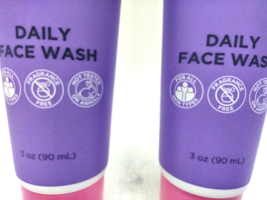 DAILY
FACE WASH
FOR ALL
SKIN TYPES
FRAGRANCE
FREE
NOT TESTED
ON ANIMALS
3 oz (90 mL)
DAILY
FACE WAS
FOR ALL
SKIN TYPES
FRAGRANCE
FREE
3 oz (90 mL)